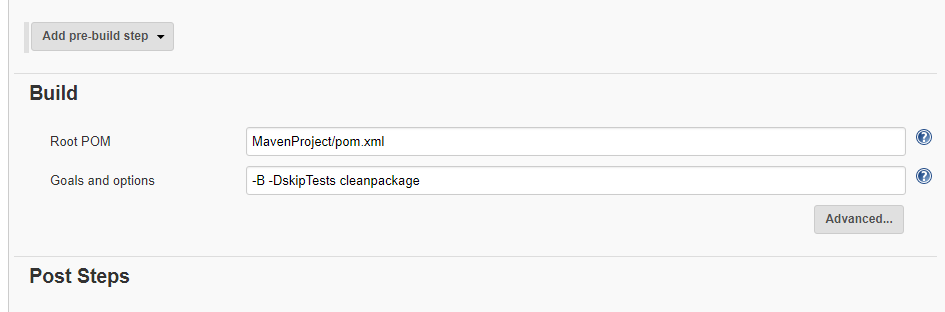 Add pre-build step
Build
Root POM
MavenProject/pom.xml
?
Goals and options
-B -DskipTests cleanpackage
?
Advanced...
Post Steps